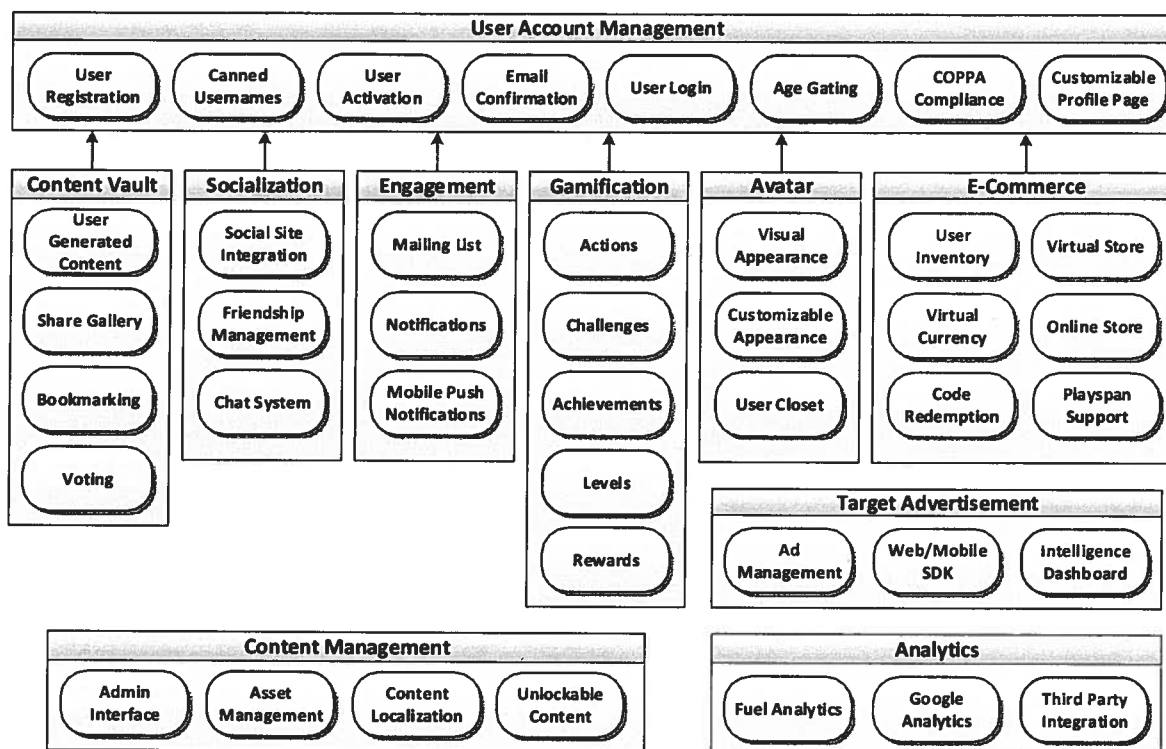 User Account Management
User
Registration
Canned
Usernames
User
Activation
Email
Confirmation
User Login
Age Gating
COPPA
Compliance
Customizable
Profile Page
Content Vault
User
Generated
Content
Share Gallery
Bookmarking
Voting
Socialization
Social Site
Integration
Friendship
Management
Chat System
Engagement
Mailing List
Notifications
Mobile Push
Notifications
Gamification
Actions
Challenges
Achievements
Levels
Rewards
Avatar
Visual
Appearance
Customizable
Appearance
User Closet
E-Commerce
User
Inventory
Virtual Store
Virtual
Currency
Online Store
Code
Redemption
Playspan
Support
Target Advertisement
Ad
Management
Web/Mobile
SDK
Intelligence
Dashboard
Content Management
Admin
Interface
Asset
Management
Content
Localization
Unlockable
Content
Analytics
Fuel Analytics
Google
Analytics
Third Party
Integration